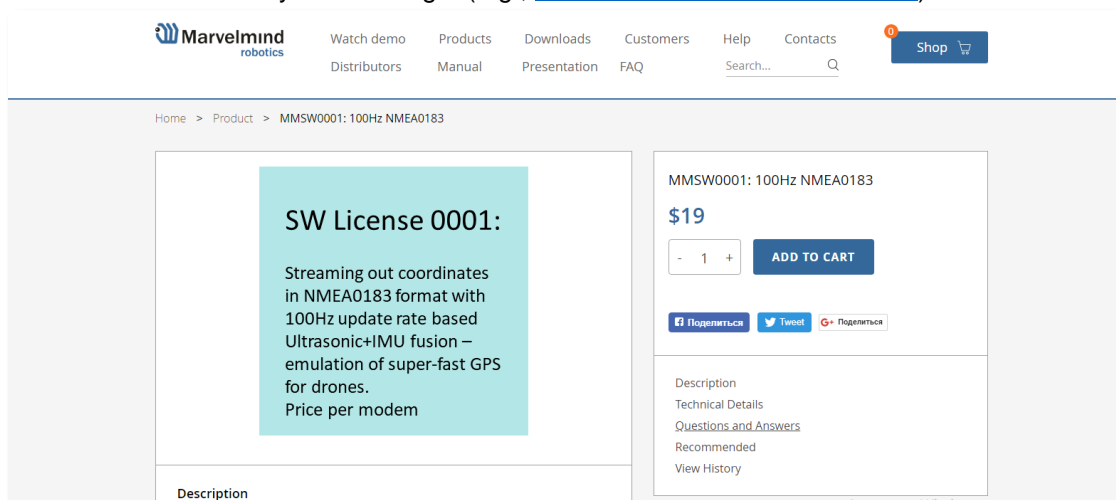 Marvelmind
robotics
Watch demo Products Downloads Customers Help Contacts
Distributors Manual Presentation FAQ Search...
0
Shop
Home > Product > MMSW0001: 100Hz NMEA0183
SW License 0001:
Streaming out coordinates
in NMEA0183 format with
100Hz update rate based
Ultrasonic+IMU fusion –
emulation of super-fast GPS
for drones.
Price per modem
Description
MMSW0001: 100Hz NMEA0183
$19
- 1 +
ADD TO CART
Поделиться Tweet G+ Поделиться
Description
Technical Details
Questions and Answers
Recommended
View History